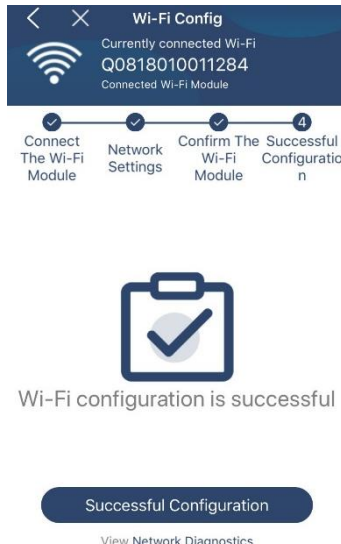 Wi-Fi Config
Currently connected Wi-Fi
Q0818010011284
Connected Wi-Fi Module
4
Connect
The Wi-Fi
Module
Network
Settings
Confirm The
Wi-Fi
Module
Successful
Configuratio
n
Wi-Fi configuration is successful
Successful Configuration
View Network Diagnostics